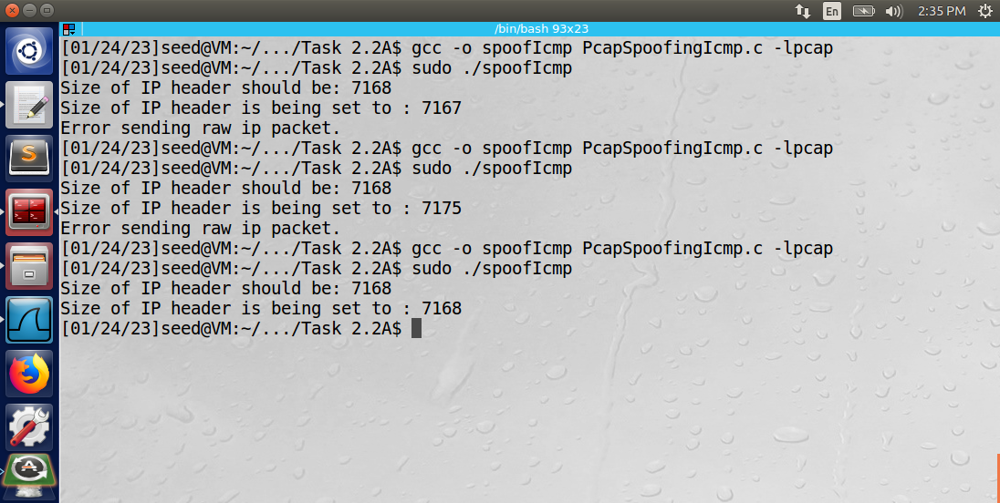 En
2:35 PM
/bin/bash 93x23
[01/24/23]seed@VM:~/.../Task 2.2A$ gcc -o spoofIcmp PcapSpoofingIcmp.c -lpcap
[01/24/23]seed@VM:~/.../Task 2.2A$ sudo ./spoofIcmp
Size of IP header should be: 7168
Size of IP header is being set to : 7167
Error sending raw ip packet.
[01/24/23]seed@VM:~/.../Task 2.2A$ gcc -o spoofIcmp PcapSpoofingIcmp.c -lpcap
[01/24/23]seed@VM:~/.../Task 2.2A$ sudo ./spoofIcmp
Size of IP header should be: 7168
Size of IP header is being set to : 7175
Error sending raw ip packet.
[01/24/23]seed@VM:~/.../Task 2.2A$ gcc -o spoofIcmp PcapSpoofingIcmp.c -lpcap
[01/24/23]seed@VM:~/.../Task 2.2A$ sudo ./spoofIcmp
Size of IP header should be: 7168
Size of IP header is being set to : 7168
[01/24/23]seed@VM:~/.../Task 2.2A$